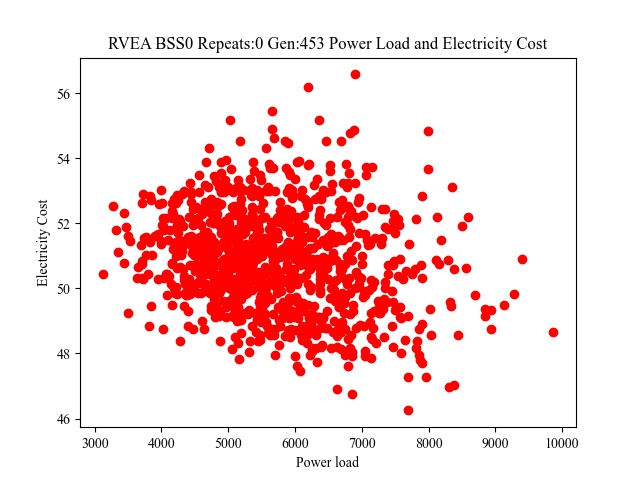 RVEA BSS0 Repeats:0 Gen:453 Power Load and Electricity Cost
56
54
52
50
48
46
Electricity Cost
3000 4000 5000 6000 7000 8000 9000 10000
Power load